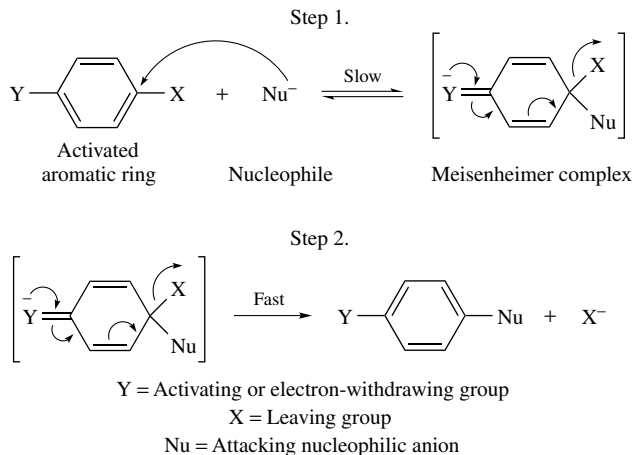 Step 1.
Y X + Nu⁻ Slow − Y X Nu
Activated aromatic ring Nucleophile Meisenheimer complex
Step 2.
− Y X Nu Fast Y Nu + X⁻
Y = Activating or electron-withdrawing group
X = Leaving group
Nu = Attacking nucleophilic anion